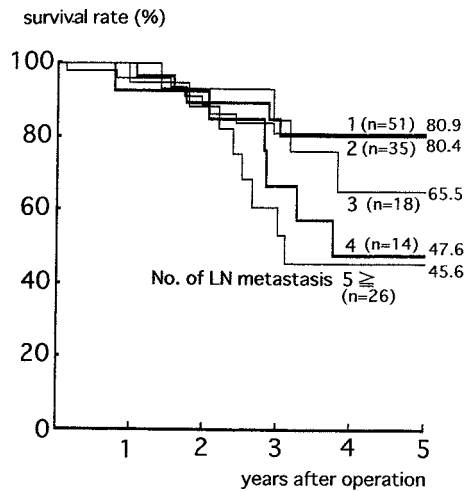 survival rate (%)
100
80
60
40
20
0
1 (n=51) 80.9
2 (n=35) 80.4
3 (n=18) 65.5
4 (n=14) 47.6
No. of LN metastasis 5 ≧ 45.6
(n=26)
1 2 3 4 5
years after operation